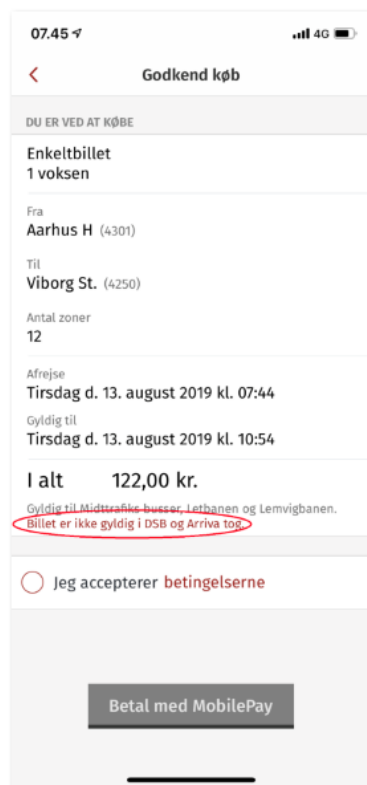 07.45 4G
Godkend køb
DU ER VED AT KØBE
Enkeltbillet
1 voksen
Fra
Aarhus H (4301)
Til
Viborg St. (4250)
Antal zoner
12
Afrejse
Tirsdag d. 13. august 2019 kl. 07:44
Gyldig til
Tirsdag d. 13. august 2019 kl. 10:54
I alt 122,00 kr.
Gyldig til Midttrafiks busser, Letbanen og Lemvigbanen.
Billet er ikke gyldig i DSB og Arriva tog.
Jeg accepterer betingelserne
Betal med MobilePay